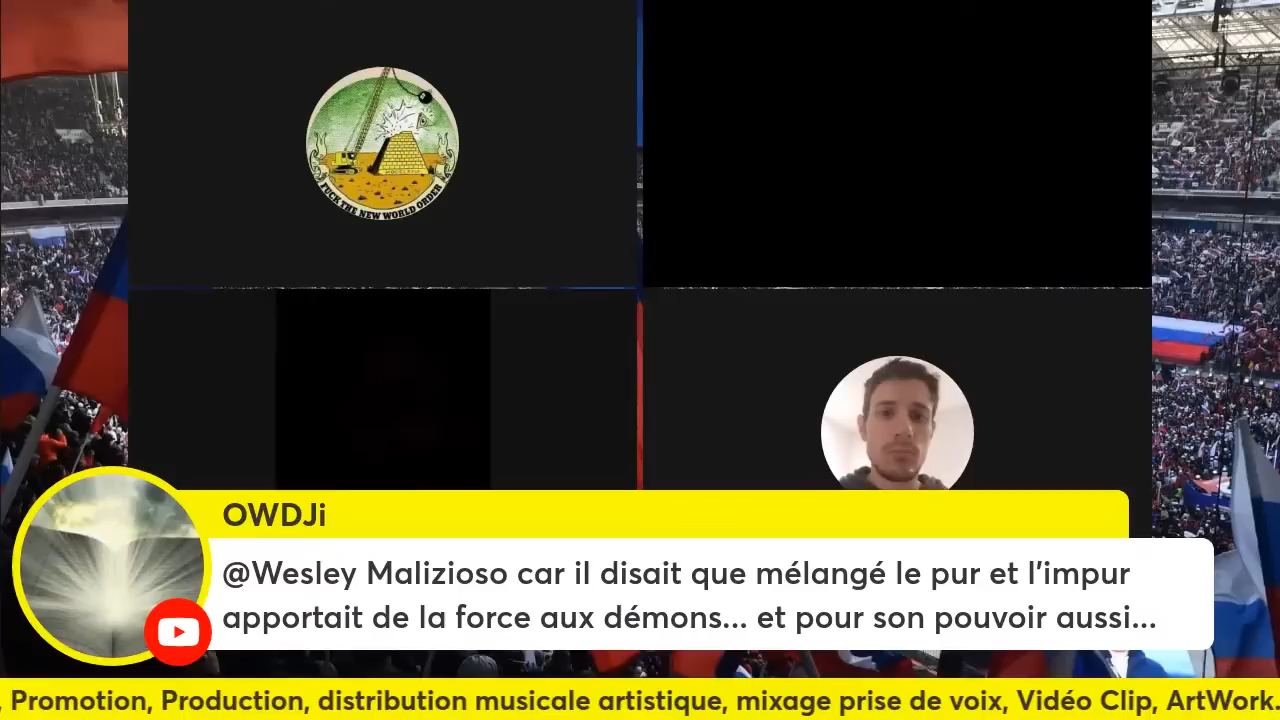 FUCK THE NEW WORLD ORDER
OWDJi
@Wesley Malizioso car il disait que mélangé le pur et l'impur
apportait de la force aux démons... et pour son pouvoir aussi...
, Promotion, Production, distribution musicale artistique, mixage prise de voix, Vidéo Clip, ArtWork.